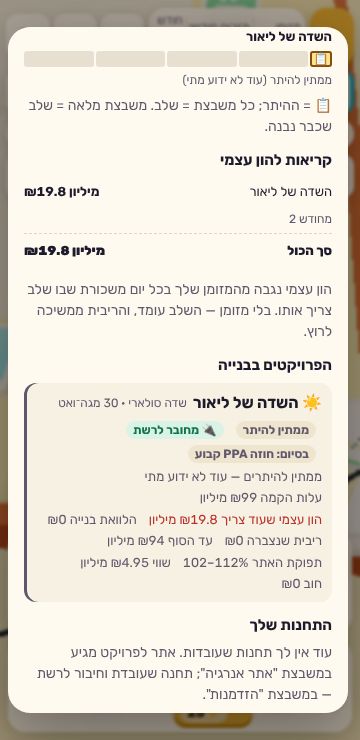 השדה של ליאור
📋
ממתין להיתר (עוד לא ידוע מתי)
📋 = ההיתר; כל משבצת = שלב. משבצת מלאה = שלב
שכבר נבנה.
קריאות להון עצמי
השדה של ליאור ₪19.8 מיליון
מחודש 2
סך הכול ₪19.8 מיליון
הון עצמי נגבה מהמזומן שלך בכל יום משכורת שבו שלב
צריך אותו. בלי מזומן — השלב עומד, והריבית ממשיכה
לרוץ.
הפרויקטים בבנייה
☀️ השדה של ליאור שדה סולארי · 30 מגה־ואט
ממתין להיתר 🔌 מחובר לרשת
בסיום: חוזה PPA קבוע
ממתין להיתרים — עוד לא ידוע מתי
עלות הקמה ₪99 מיליון
הון עצמי שעוד צריך ₪19.8 מיליון הלוואת בנייה ₪0
ריבית שנצברה ₪0 עד הסוף ₪94 מיליון
תפוקת האתר 102–112% שווי ₪4.95 מיליון
חוב ₪0
התחנות שלך
עוד אין לך תחנות שעובדות. אתר לפרויקט מגיע
במשבצת "אתר אנרגיה"; תחנה שעובדת וחיבור לרשת
— במשבצת "הזדמנות".